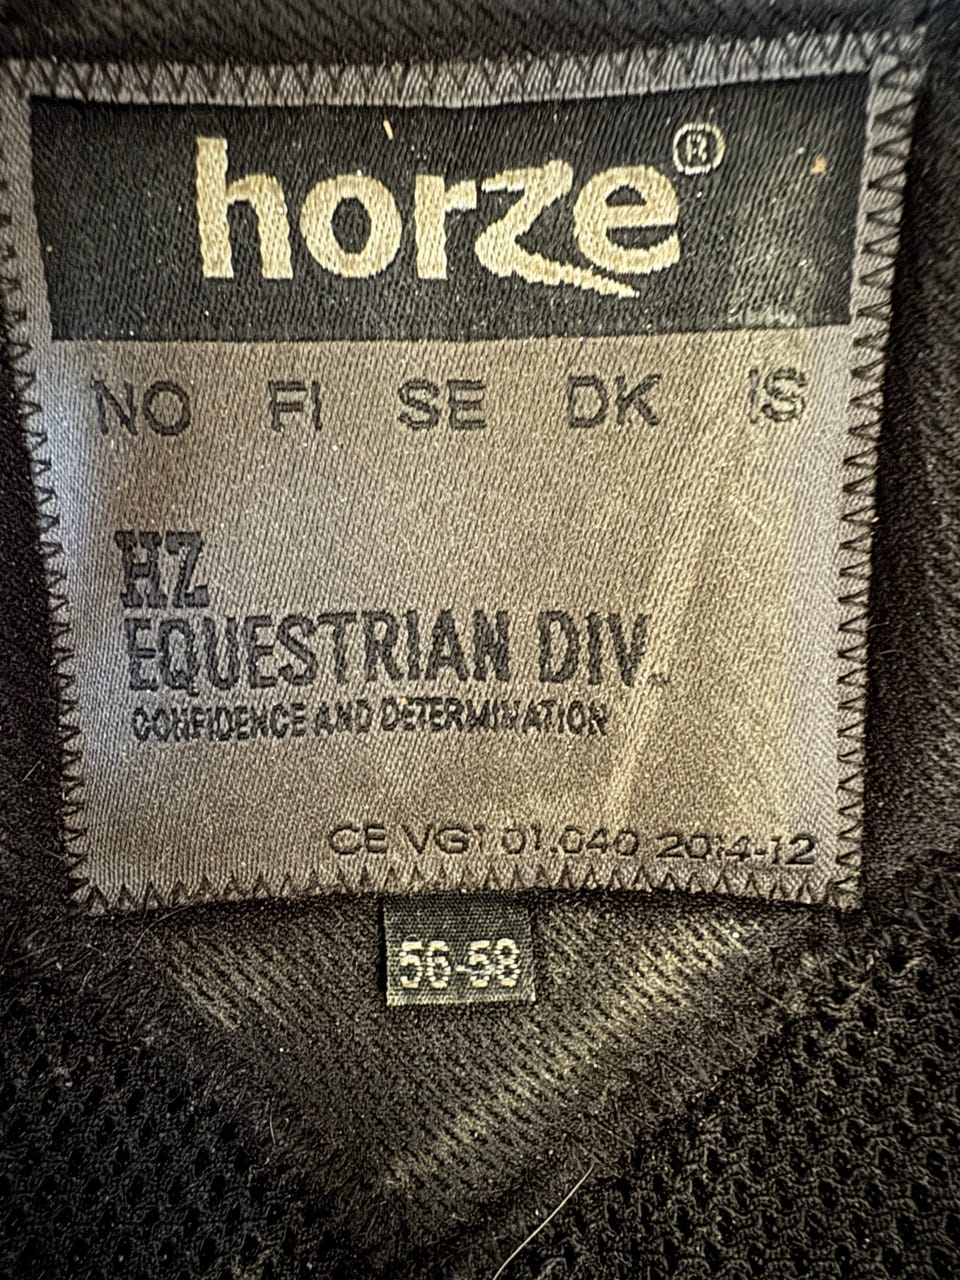 horze®
NO FI SE DK IS
HZ
EQUESTRIAN DIV.
CONFIDENCE AND DETERMINATION
CE VG1 01.040 2014-12
56-58